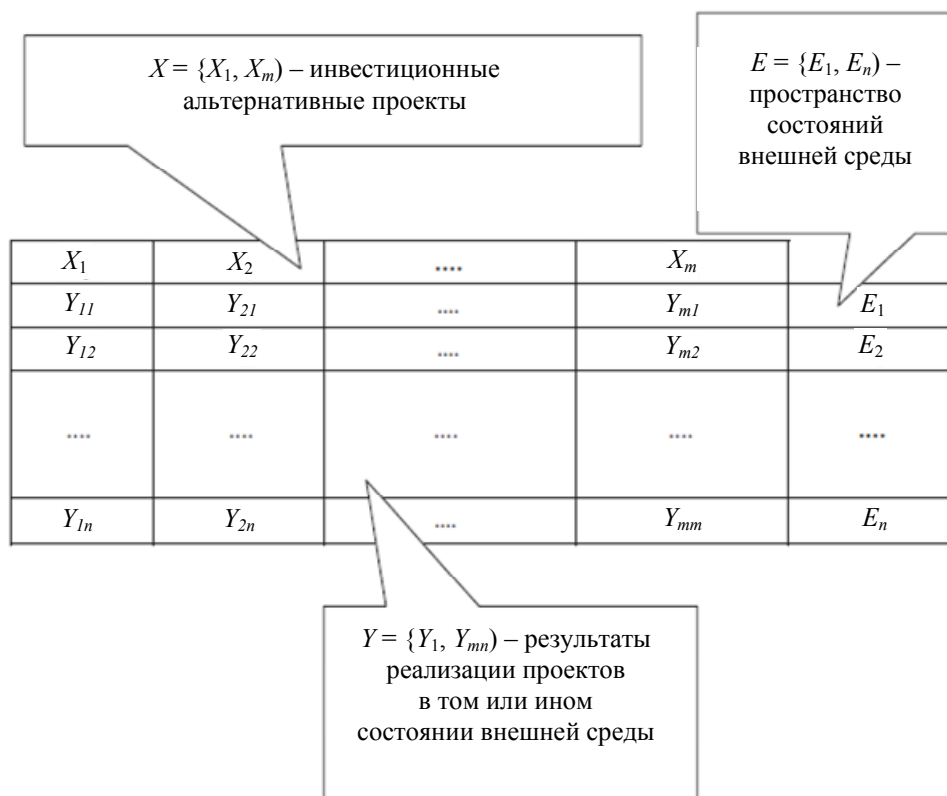 X = {X₁, Xₘ) – инвестиционные
альтернативные проекты
E = {E₁, Eₙ) –
пространство
состояний
внешней среды
X₁ X₂ .... Xₘ
Y₁₁ Y₂₁ .... Yₘ₁ E₁
Y₁₂ Y₂₂ .... Yₘ₂ E₂
.... .... .... .... ....
Y₁ₙ Y₂ₙ .... Yₘₘ Eₙ
Y = {Y₁, Yₘₙ) – результаты
реализации проектов
в том или ином
состоянии внешней среды